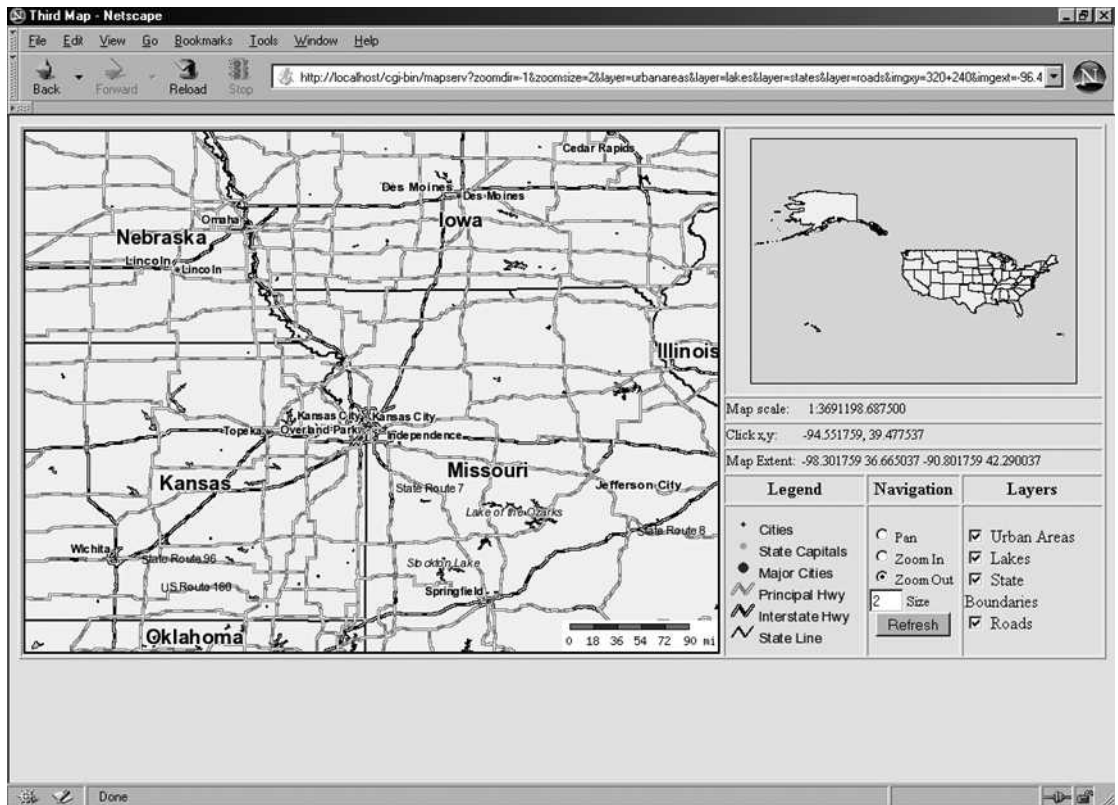 Third Map - Netscape
File Edit View Go Bookmarks Tools Window Help
Back Forward Reload Stop
http://localhost/cgi-bin/mapserv?zoomdir=-1&zoomsize=2&layer=urbanareas&layer=lakes&layer=states&layer=roads&imgxy=320+240&imgext=-96.4
Cedar Rapids
Des Moines
Des Moines
Iowa
Omaha
Nebraska
Lincoln
Lincoln
Illinois
Kansas City
Kansas City
Topeka
Overland Park
Independence
Missouri
Kansas
State Route 7
Jefferson City
Lake of the Ozarks
State Route 8
Wichita
State Route 96
Stockton Lake
US Route 160
Springfield
Oklahoma
0 18 36 54 72 90 mi
Map scale: 1:3691198.687500
Click x,y: -94.551759, 39.477537
Map Extent: -98.301759 36.665037 -90.801759 42.290037
Legend
Cities
State Capitals
Major Cities
Principal Hwy
Interstate Hwy
State Line
Navigation
Pan
Zoom In
Zoom Out
2 Size
Refresh
Layers
Urban Areas
Lakes
State
Boundaries
Roads
Done